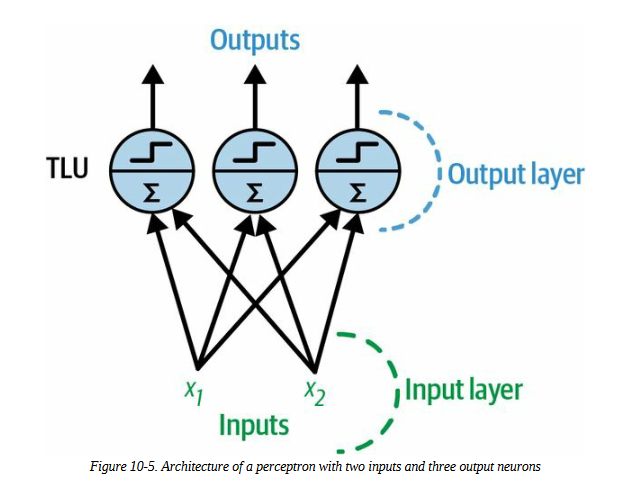 Outputs
TLU
Σ Σ Σ
Output layer
x1 x2
Input layer
Inputs
Figure 10-5. Architecture of a perceptron with two inputs and three output neurons